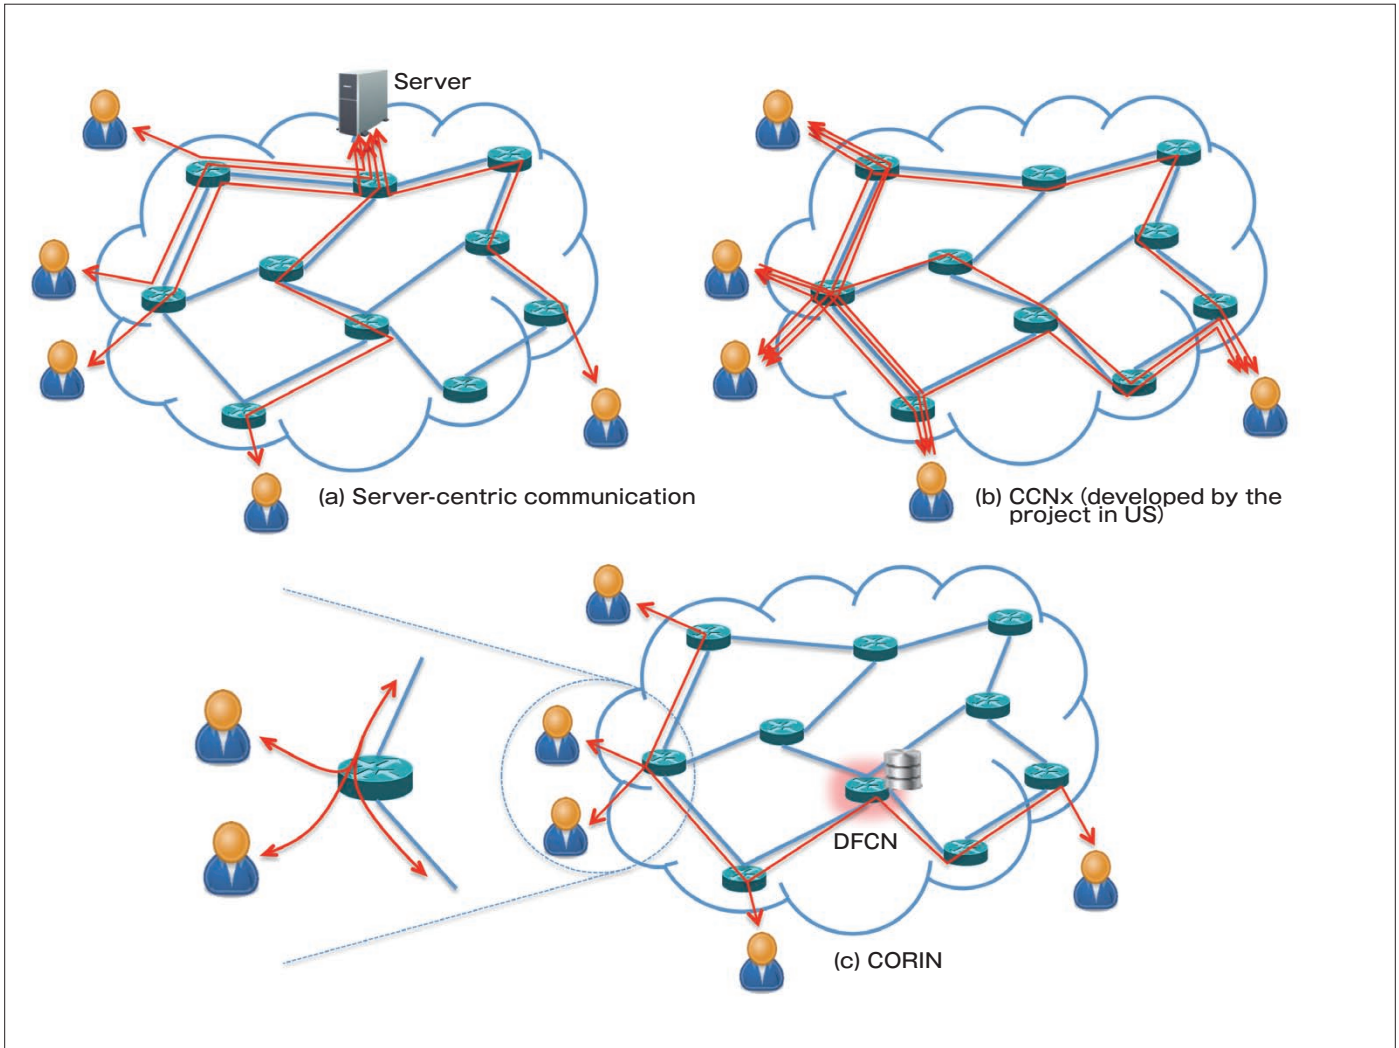 Server
(a) Server-centric communication
(b) CCNx (developed by the
project in US)
DFCN
(c) CORIN